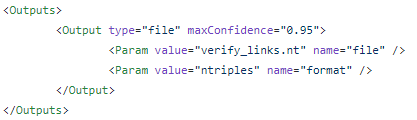 <Outputs>
<Output type="file" maxConfidence="0.95">
<Param value="verify_links.nt" name="file" />
<Param value="ntriples" name="format" />
</Output>
</Outputs>